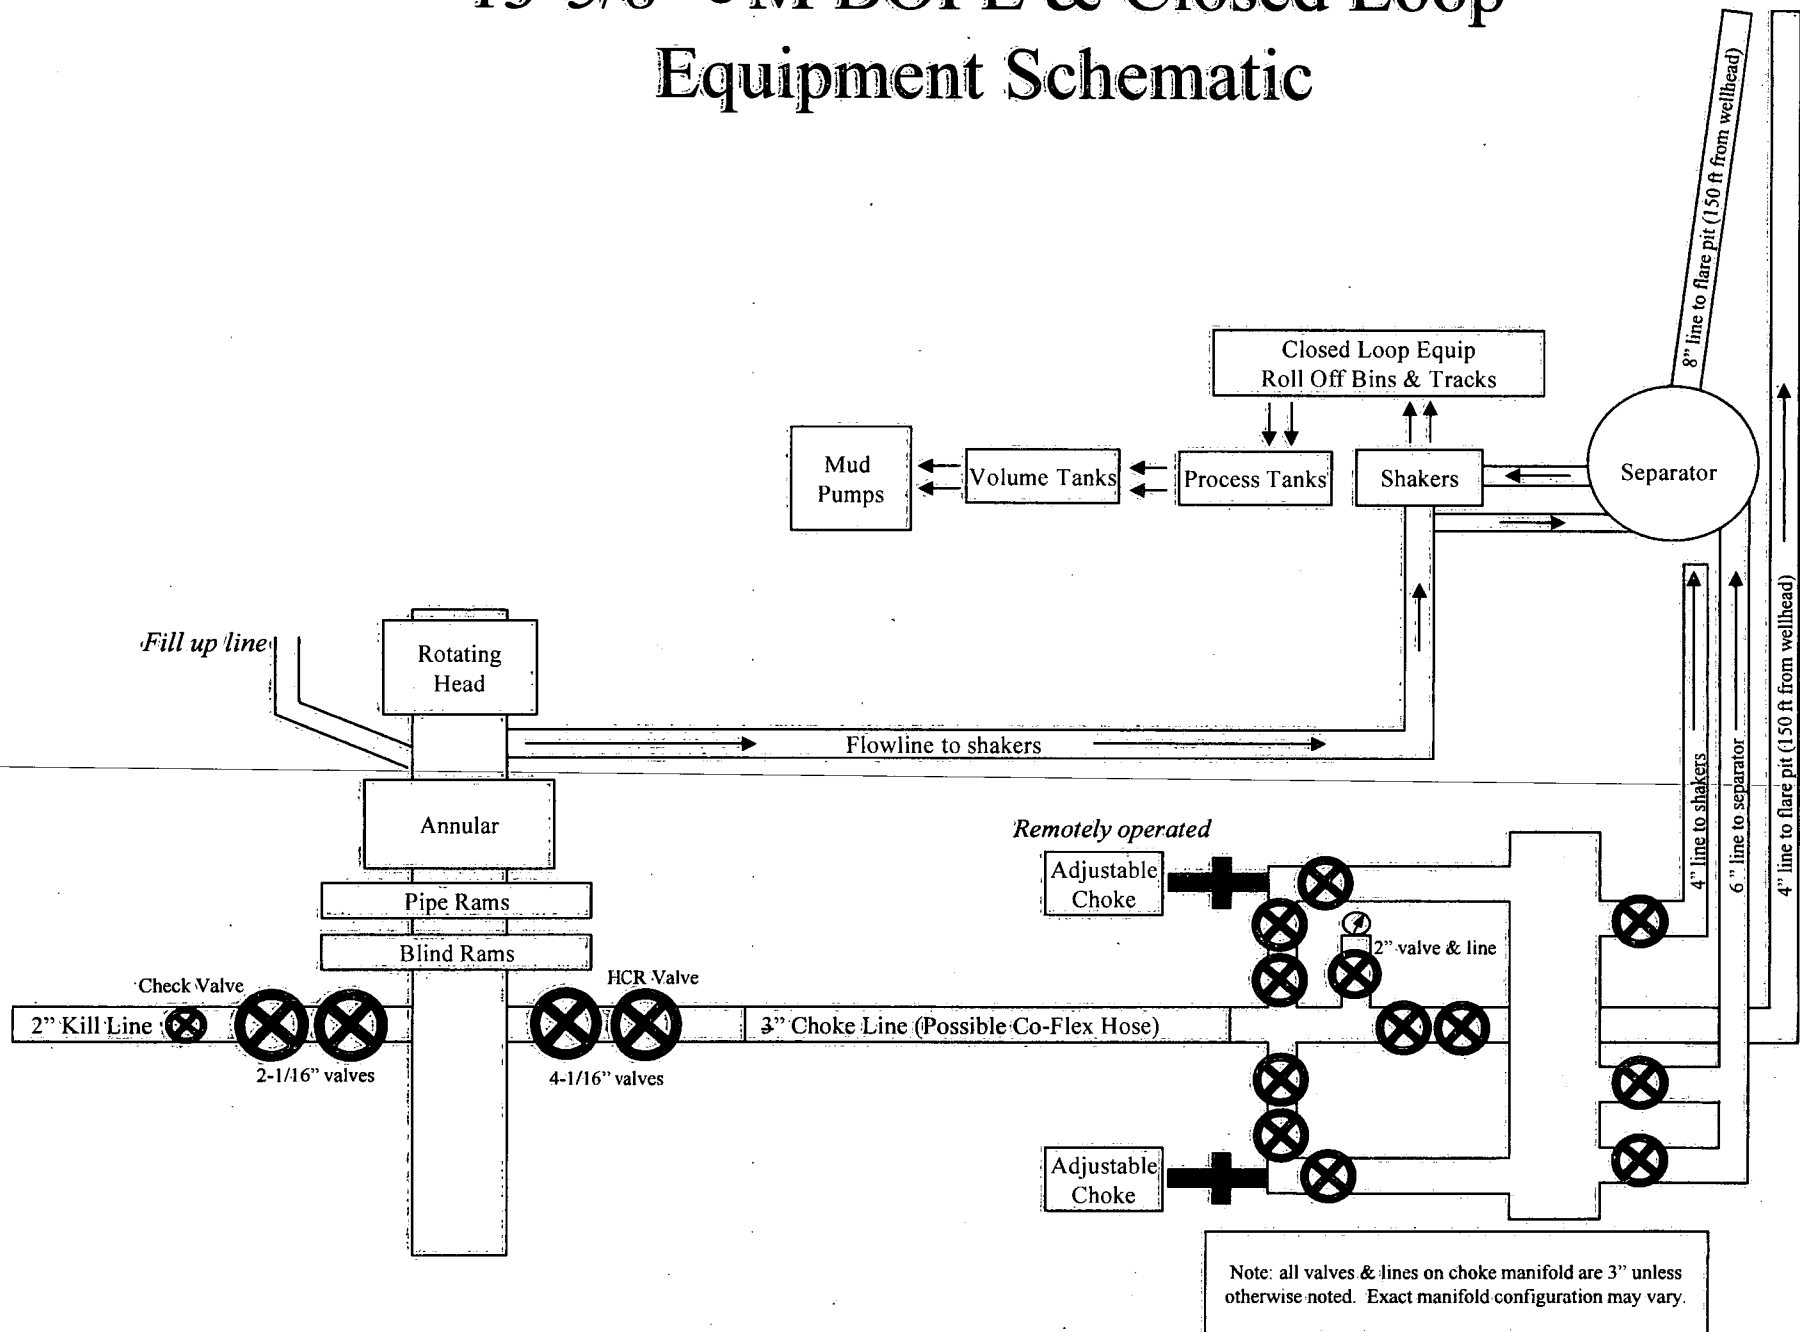 BOPE & Closed Loop
Equipment Schematic
8” line to flare pit (150 ft from wellhead)
Closed Loop Equip
Roll Off Bins & Tracks
Mud
Pumps
Volume Tanks
Process Tanks
Shakers
Separator
Fill up line
Rotating
Head
Flowline to shakers
4” line to shakers
6 ” line to separator
4” line to flare pit (150 ft from wellhead)
Annular
Remotely operated
Adjustable
Choke
Pipe Rams
Blind Rams
2” valve & line
Check Valve
HCR Valve
2” Kill Line
3” Choke Line (Possible Co-Flex Hose)
2-1/16” valves
4-1/16” valves
Adjustable
Choke
Note: all valves & lines on choke manifold are 3” unless
otherwise noted. Exact manifold configuration may vary.